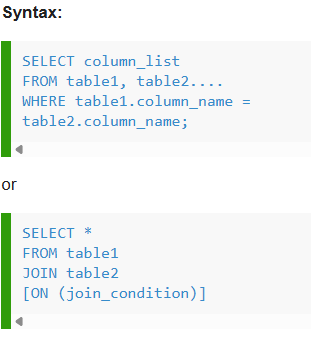 Syntax:
SELECT column_list
FROM table1, table2....
WHERE table1.column_name =
table2.column_name;
or
SELECT *
FROM table1
JOIN table2
[ON (join_condition)]